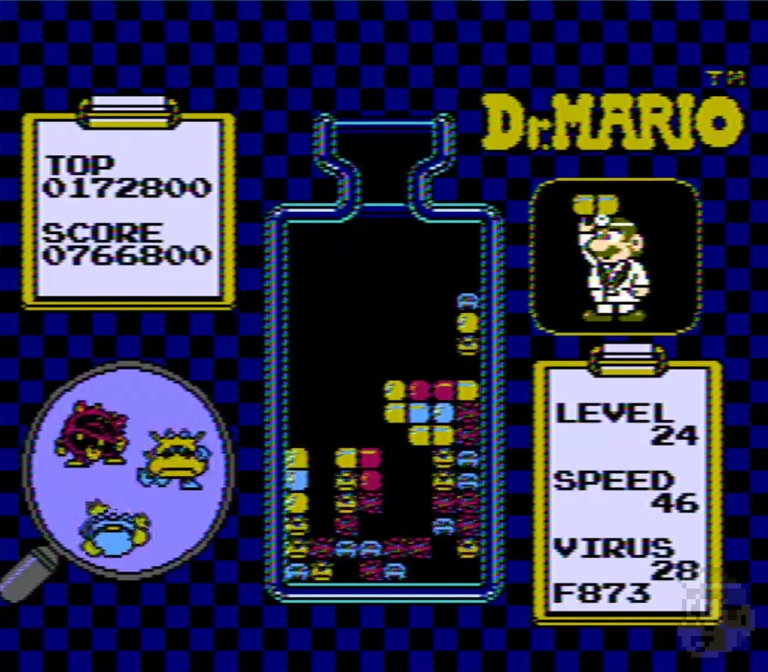 TM
Dr. MARIO
TOP
0172800
SCORE
0766800
LEVEL
24
SPEED
46
VIRUS
28
F873